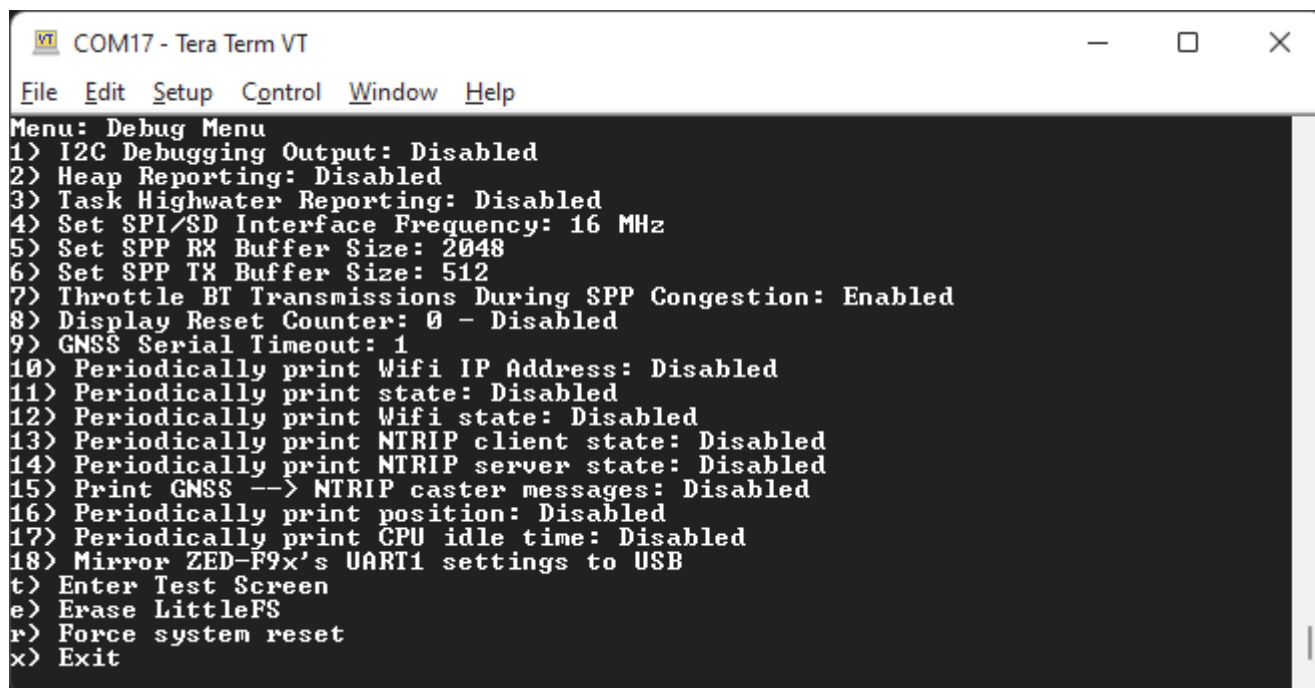 COM17 - Tera Term VT
File Edit Setup Control Window Help
Menu: Debug Menu
1) I2C Debugging Output: Disabled
2) Heap Reporting: Disabled
3) Task Highwater Reporting: Disabled
4) Set SPI/SD Interface Frequency: 16 MHz
5) Set SPP RX Buffer Size: 2048
6) Set SPP TX Buffer Size: 512
7) Throttle BT Transmissions During SPP Congestion: Enabled
8) Display Reset Counter: 0 - Disabled
9) GNSS Serial Timeout: 1
10) Periodically print Wifi IP Address: Disabled
11) Periodically print state: Disabled
12) Periodically print Wifi state: Disabled
13) Periodically print NTRIP client state: Disabled
14) Periodically print NTRIP server state: Disabled
15) Print GNSS --> NTRIP caster messages: Disabled
16) Periodically print position: Disabled
17) Periodically print CPU idle time: Disabled
18) Mirror ZED-F9x's UART1 settings to USB
t) Enter Test Screen
e) Erase LittleFS
r) Force system reset
x) Exit